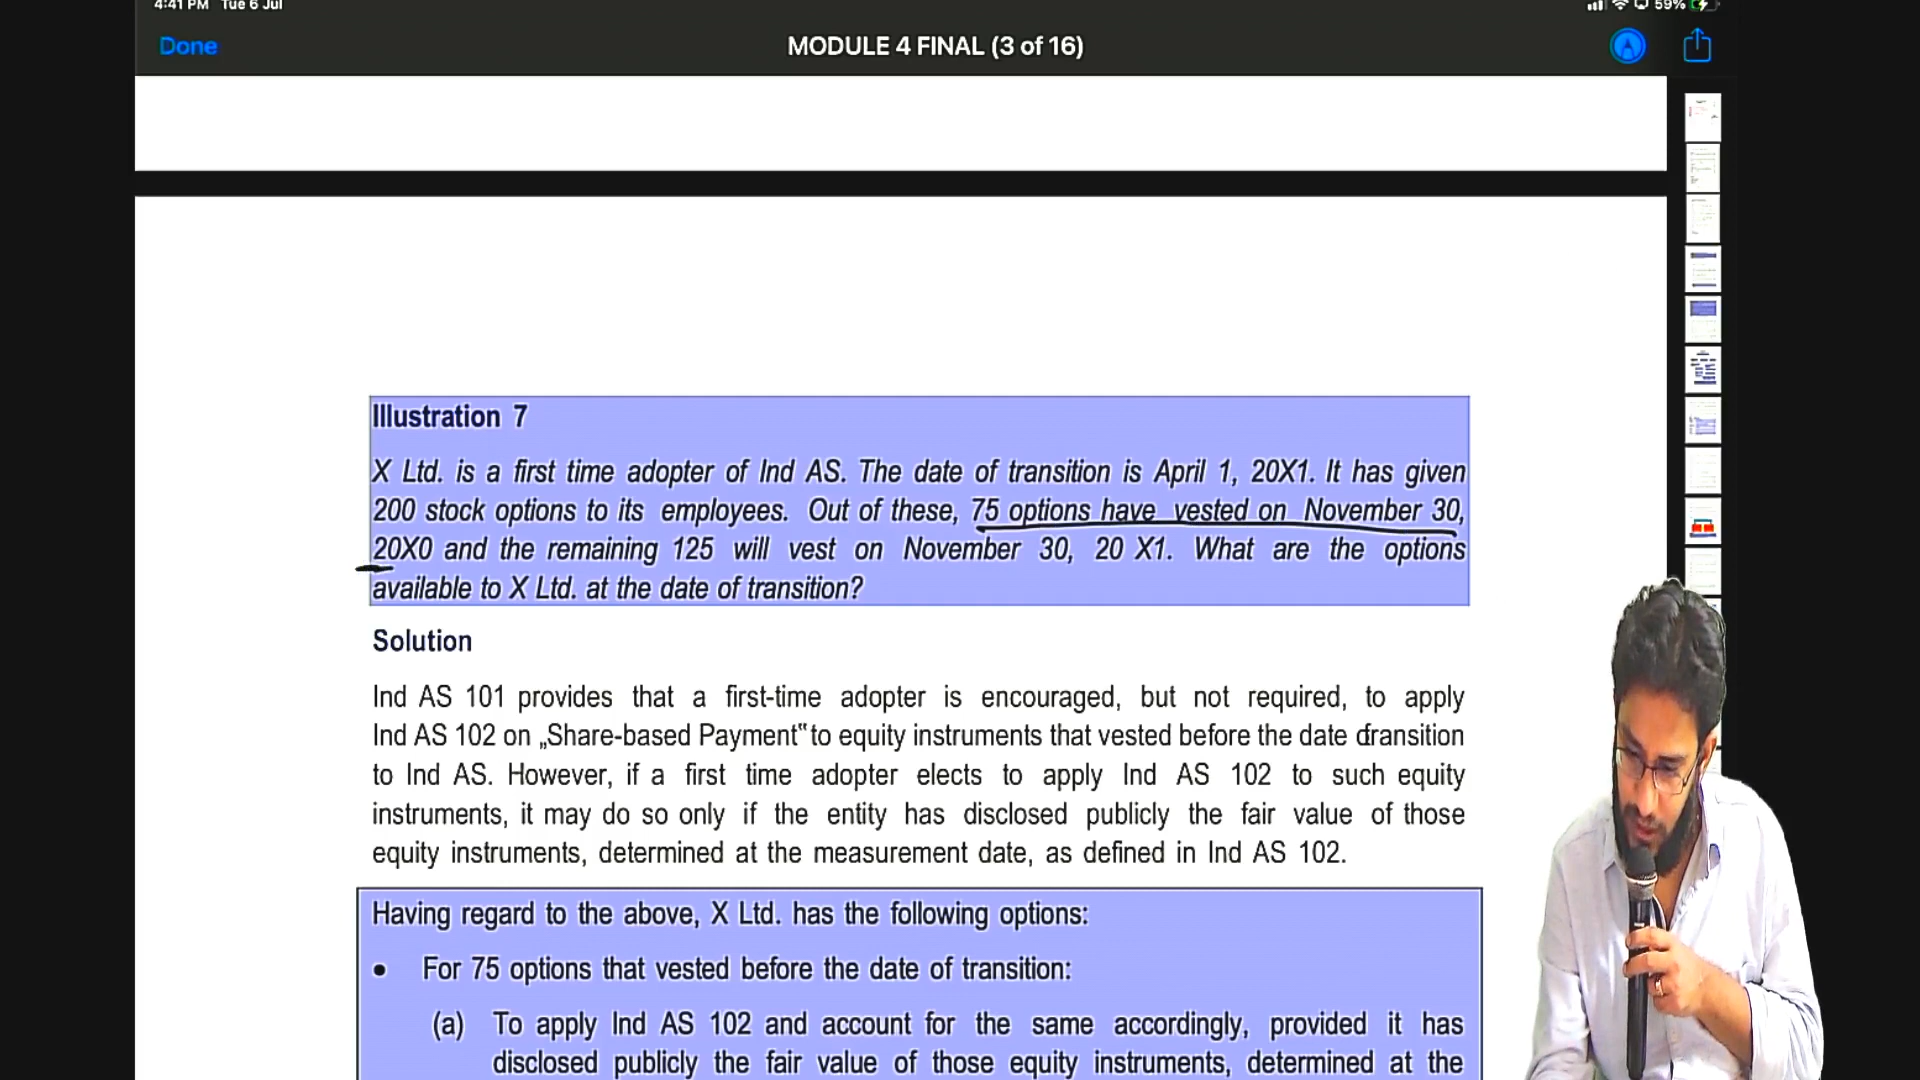 4:41 PM Tue 6 Jul
59%
Done
MODULE 4 FINAL (3 of 16)
Illustration 7
X Ltd. is a first time adopter of Ind AS. The date of transition is April 1, 20X1. It has given
200 stock options to its employees. Out of these, 75 options have vested on November 30,
20X0 and the remaining 125 will vest on November 30, 20 X1. What are the options
available to X Ltd. at the date of transition?
Solution
Ind AS 101 provides that a first-time adopter is encouraged, but not required, to apply
Ind AS 102 on „Share-based Payment‟ to equity instruments that vested before the date
to Ind AS. However, if a first time adopter elects to apply Ind AS 102 to such equity
instruments, it may do so only if the entity has disclosed publicly the fair value of those
equity instruments, determined at the measurement date, as defined in Ind AS 102.
Having regard to the above, X Ltd. has the following options:
• For 75 options that vested before the date of transition:
(a) To apply Ind AS 102 and account for the same accordingly, provided it has
disclosed publicly the fair value of those equity instruments, determined at the